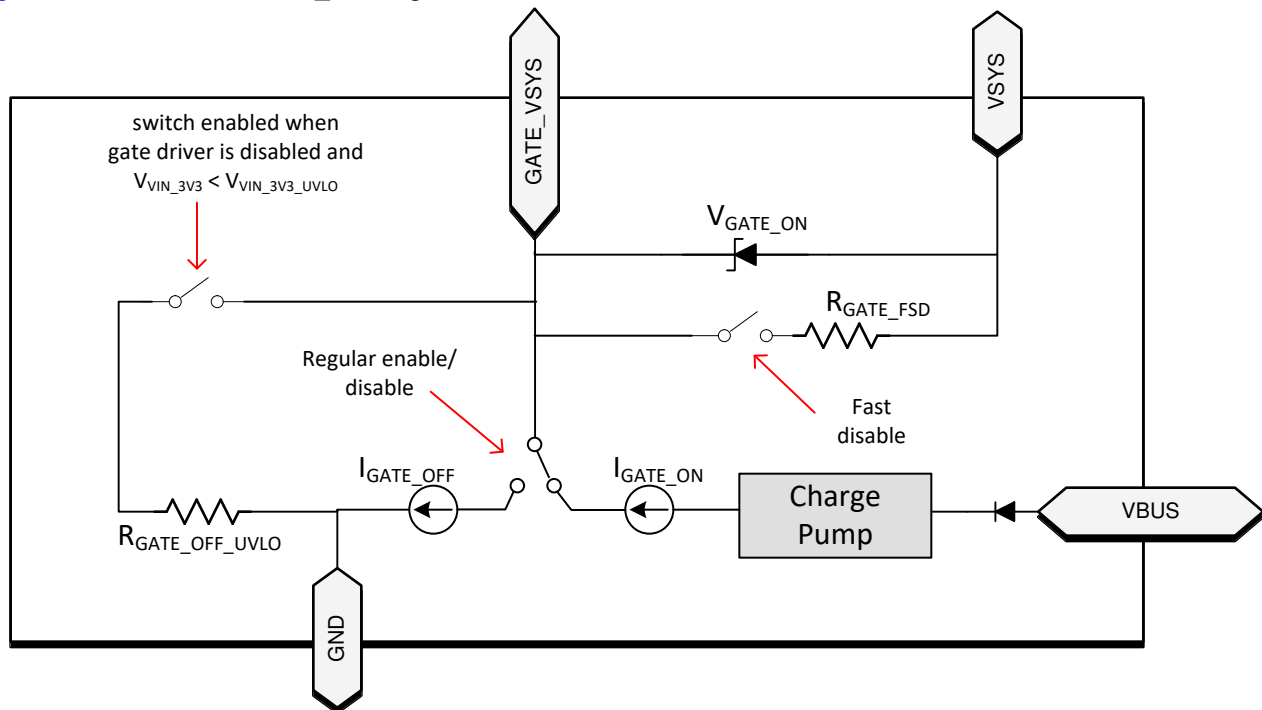 GATE_VSYS
VSYS
switch enabled when
gate driver is disabled and
VVIN_3V3 < VVIN_3V3_UVLO
VGATE_ON
RGATE_FSD
Regular enable/
disable
Fast
disable
IGATE_OFF
IGATE_ON
Charge
Pump
VBUS
RGATE_OFF_UVLO
GND